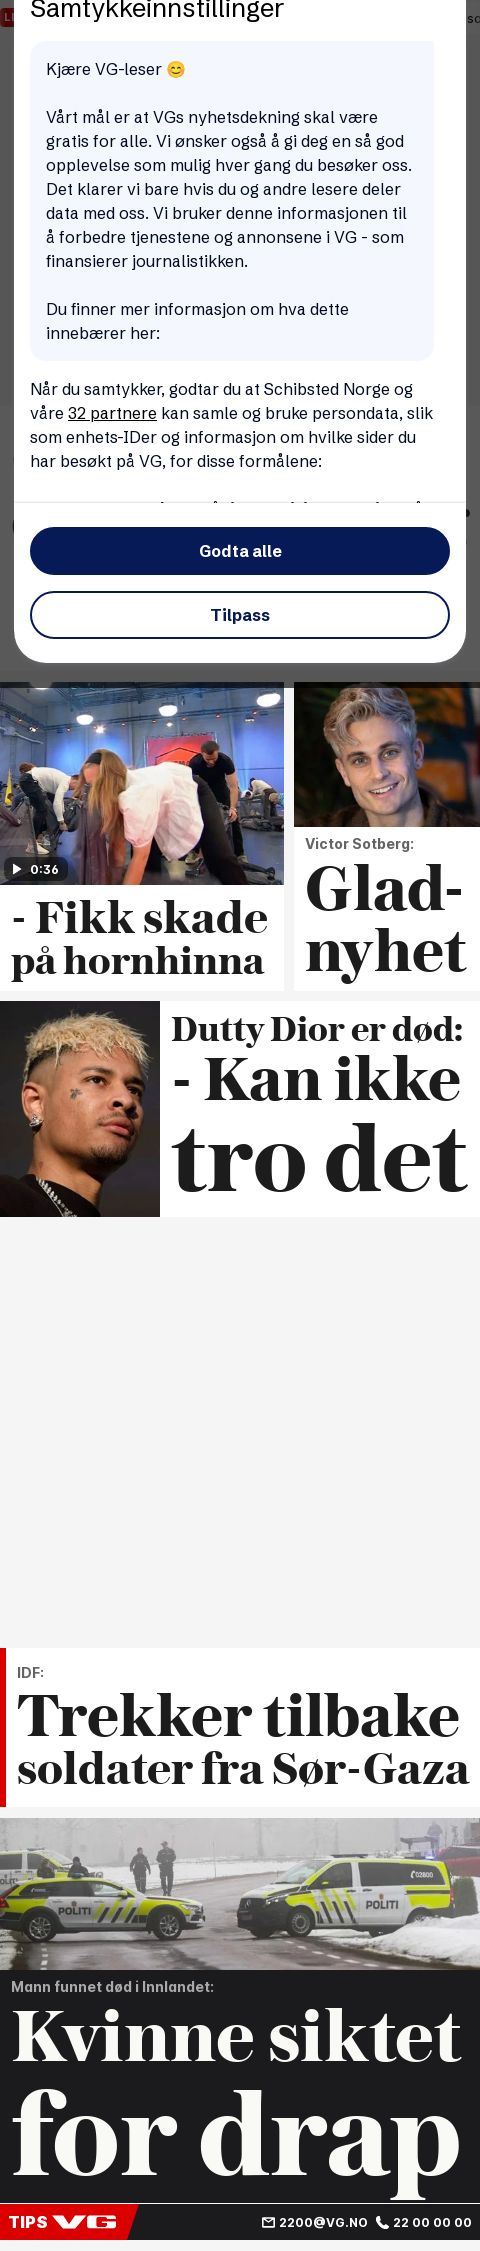 Samtykkeinnstillinger
Kjære VG-leser 😊
Vårt mål er at VGs nyhetsdekning skal være
gratis for alle. Vi ønsker også å gi deg en så god
opplevelse som mulig hver gang du besøker oss.
Det klarer vi bare hvis du og andre lesere deler
data med oss. Vi bruker denne informasjonen til
å forbedre tjenestene og annonsene i VG - som
finansierer journalistikken.
Du finner mer informasjon om hva dette
innebærer her:
Når du samtykker, godtar du at Schibsted Norge og
våre 32 partnere kan samle og bruke persondata, slik
som enhets-IDer og informasjon om hvilke sider du
har besøkt på VG, for disse formålene:
Godta alle
Tilpass
0:36
- Fikk skade
på hornhinna
Victor Sotberg:
Glad-
nyhet
Dutty Dior er død:
- Kan ikke
tro det
IDF:
Trekker tilbake
soldater fra Sør-Gaza
POLITI
02800
POLITI
Mann funnet død i Innlandet:
Kvinne siktet
for drap
TIPS VG
2200@VG.NO 22 00 00 00